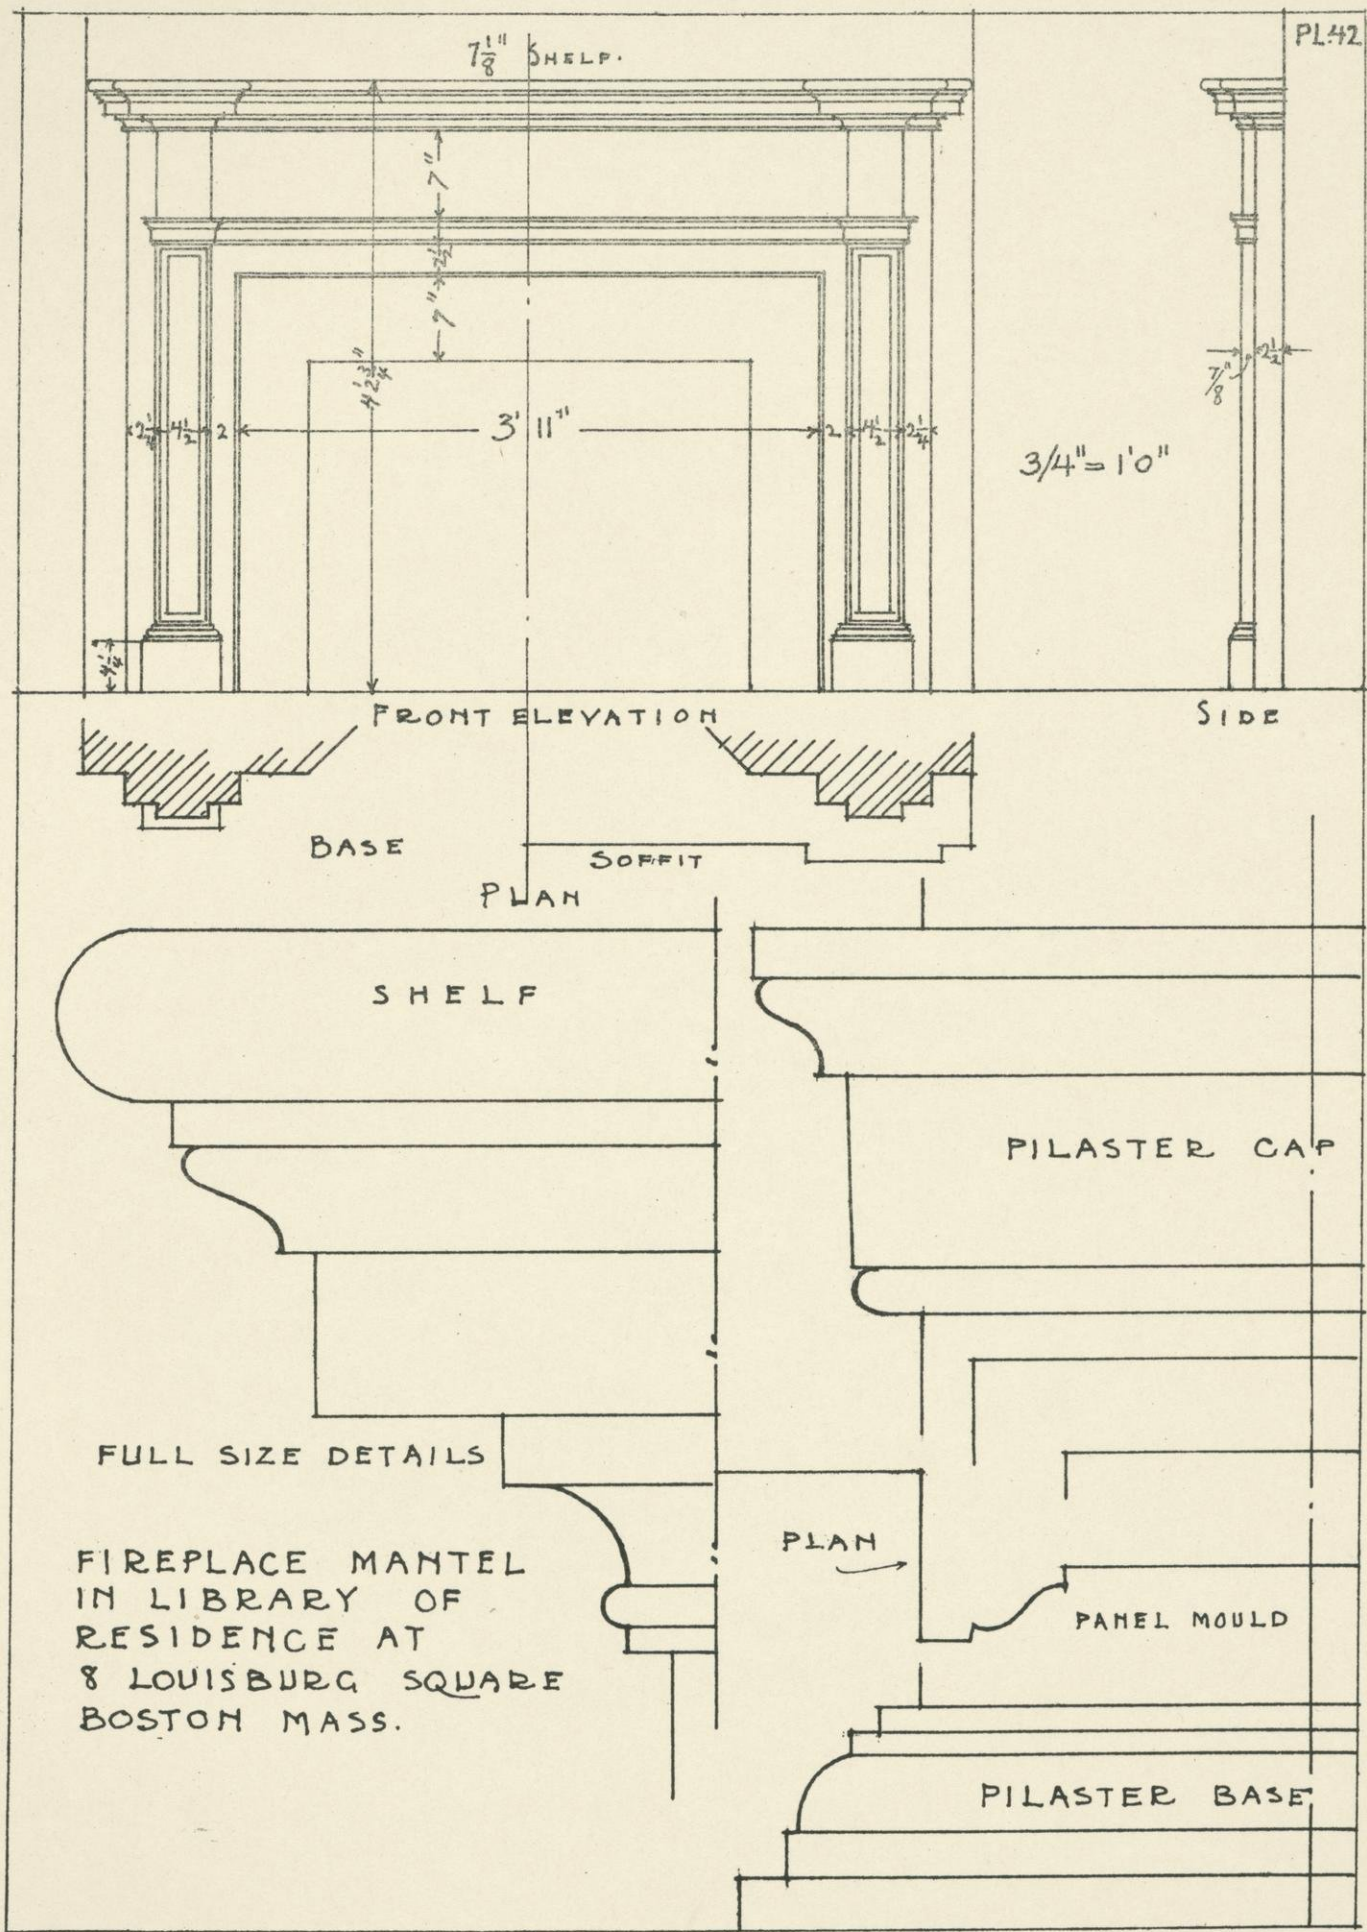 PL.42
7 1/8" SHELF.
7"
2 1/2"
7"
4' 2 3/4"
2 1/4 4 1/2 2 3' 11" 2 4 1/2 2 1/4
7/8" 2 1/2
3/4" = 1'0"
4 1/4
FRONT ELEVATION
SIDE
BASE
SOFFIT
PLAN
SHELF
PILASTER CAP
FULL SIZE DETAILS
PLAN
FIREPLACE MANTEL
IN LIBRARY OF
RESIDENCE AT
8 LOUISBURG SQUARE
BOSTON MASS.
PANEL MOULD
PILASTER BASE